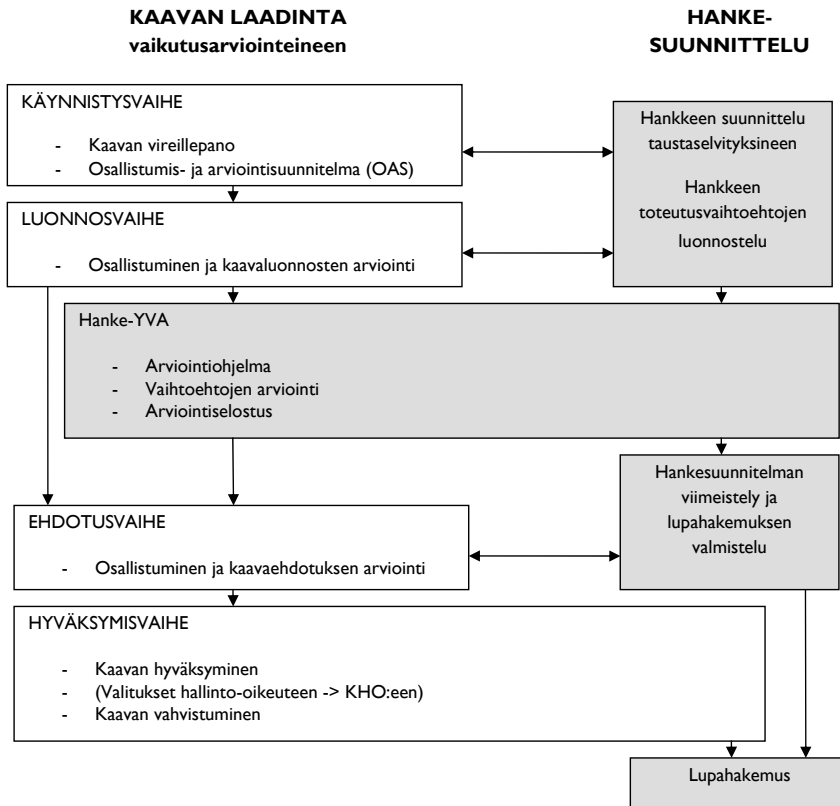 KAAVAN LAADINTA
vaikutusarviointeineen
HANKE-
SUUNNITTELU
KÄYNNISTYSVAIHE
- Kaavan vireillepano
- Osallistumis- ja arviointisuunnitelma (OAS)
Hankkeen suunnittelu
taustaselvityksineen
Hankkeen
toteutusvaihtoehtojen
luonnostelu
LUONNOSVAIHE
- Osallistuminen ja kaavaluonnosten arviointi
Hanke-YVA
- Arviointiohjelma
- Vaihtoehtojen arviointi
- Arviointiselostus
Hankesuunnitelman
viimeistely ja
lupahakemuksen
valmistelu
EHDOTUSVAIHE
- Osallistuminen ja kaavaehdotuksen arviointi
HYVÄKSYMISVAIHE
- Kaavan hyväksyminen
- (Valitukset hallinto-oikeuteen -> KHO:een)
- Kaavan vahvistuminen
Lupahakemus